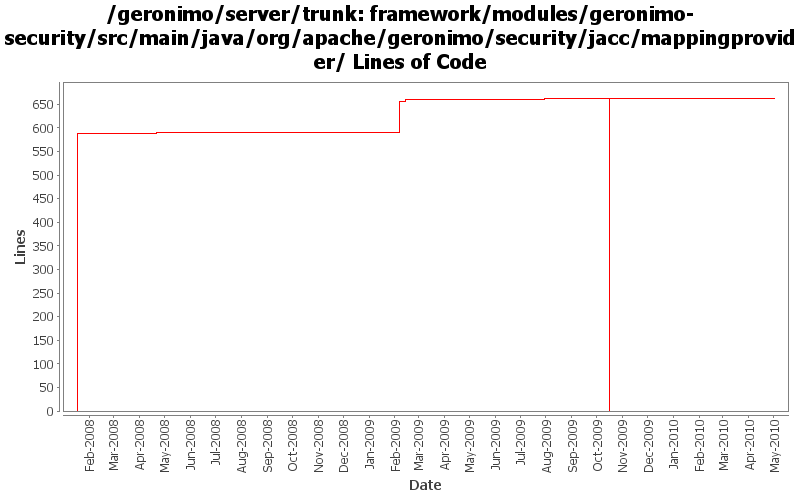 /geronimo/server/trunk: framework/modules/geronimo-
security/src/main/java/org/apache/geronimo/security/jacc/mappingprovid
er/ Lines of Code
650
600
550
500
450
400
350
300
250
200
150
100
50
0
Lines
Feb-2008
Mar-2008
Apr-2008
May-2008
Jun-2008
Jul-2008
Aug-2008
Sep-2008
Oct-2008
Nov-2008
Dec-2008
Jan-2009
Feb-2009
Mar-2009
Apr-2009
May-2009
Jun-2009
Jul-2009
Aug-2009
Sep-2009
Oct-2009
Nov-2009
Dec-2009
Jan-2010
Feb-2010
Mar-2010
Apr-2010
May-2010
Date